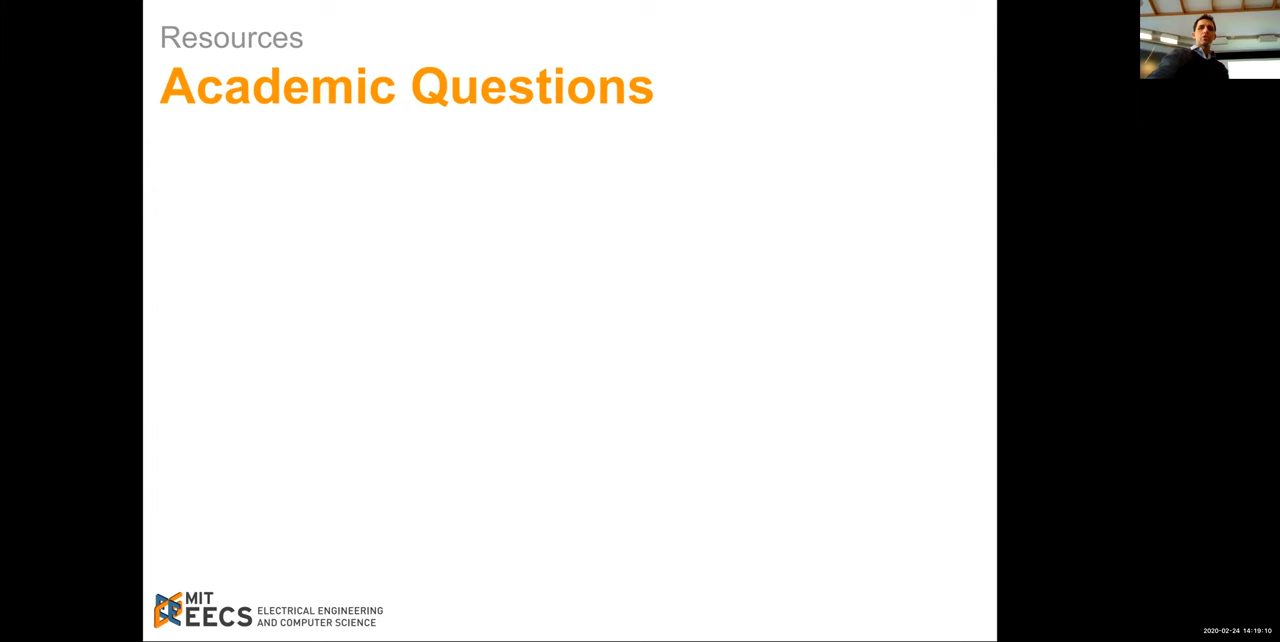 Resources
Academic Questions
MIT
EECS
ELECTRICAL ENGINEERING
AND COMPUTER SCIENCE
2020-02-24 14:19:10